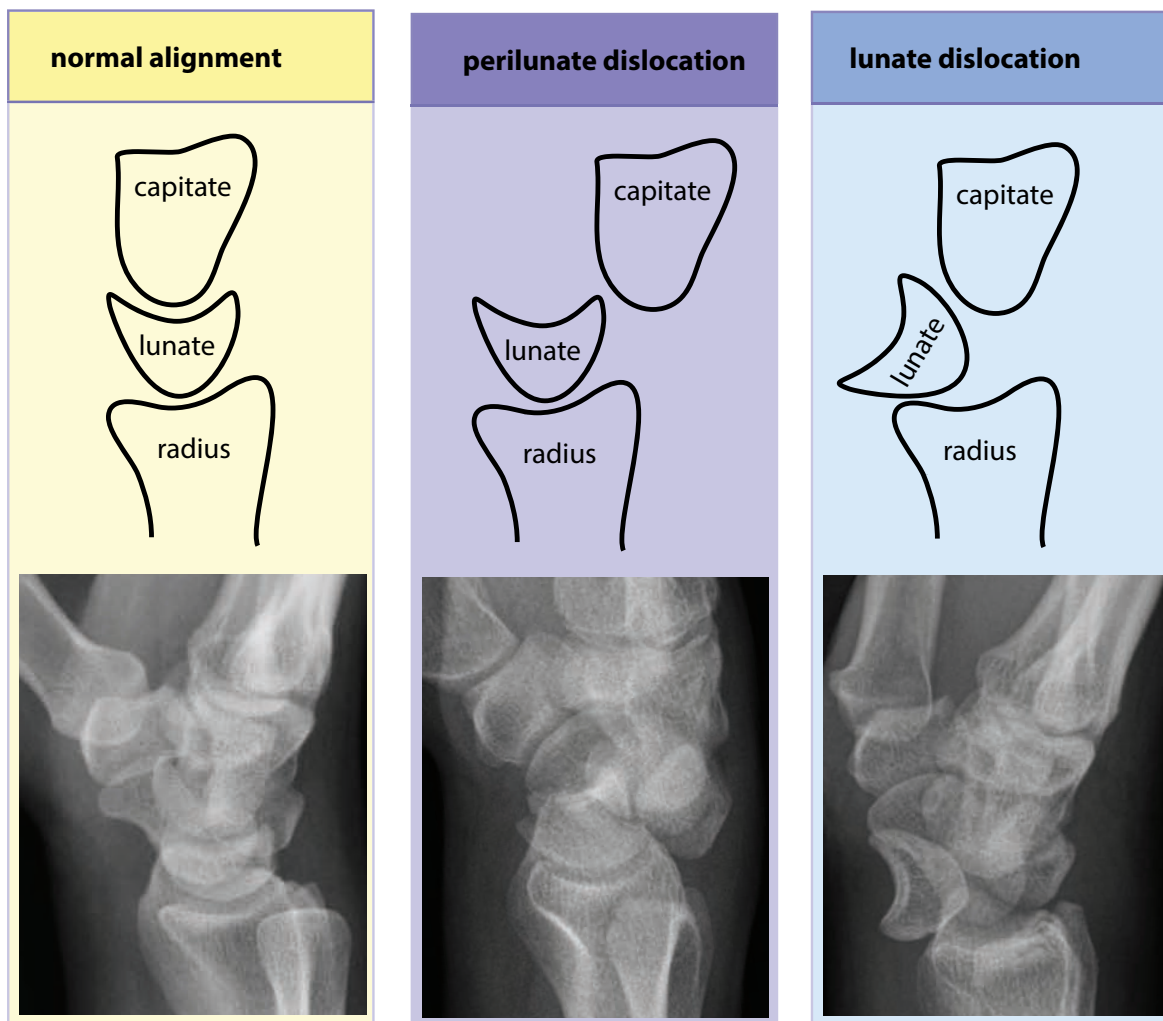 normal alignment
capitate
lunate
radius
perilunate dislocation
capitate
lunate
radius
lunate dislocation
capitate
lunate
radius